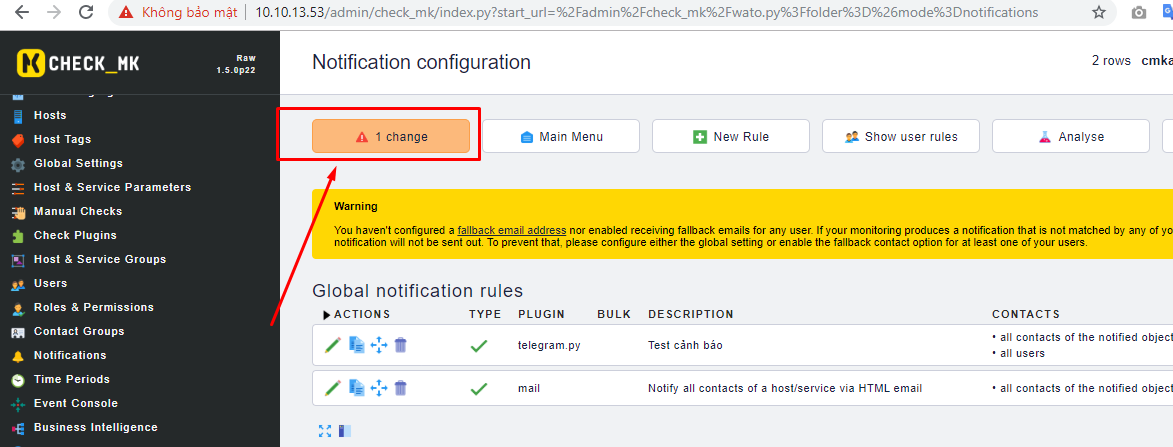 Không bảo mật | 10.10.13.53/admin/check_mk/index.py?start_url=%2Fadmin%2Fcheck_mk%2Fwato.py%3Ffolder%3D%26mode%3Dnotifications
CHECK_MK
Raw
1.5.0p22
Hosts
Host Tags
Global Settings
Host & Service Parameters
Manual Checks
Check Plugins
Host & Service Groups
Users
Roles & Permissions
Contact Groups
Notifications
Time Periods
Event Console
Business Intelligence
Notification configuration
2 rows cmka
1 change
Main Menu
New Rule
Show user rules
Analyse
Warning
You haven't configured a fallback email address nor enabled receiving fallback emails for any user. If your monitoring produces a notification that is not matched by any of yo
notification will not be sent out. To prevent that, please configure either the global setting or enable the fallback contact option for at least one of your users.
Global notification rules
ACTIONS TYPE PLUGIN BULK DESCRIPTION CONTACTS
telegram.py Test cảnh báo • all contacts of the notified object
• all users
mail Notify all contacts of a host/service via HTML email • all contacts of the notified object